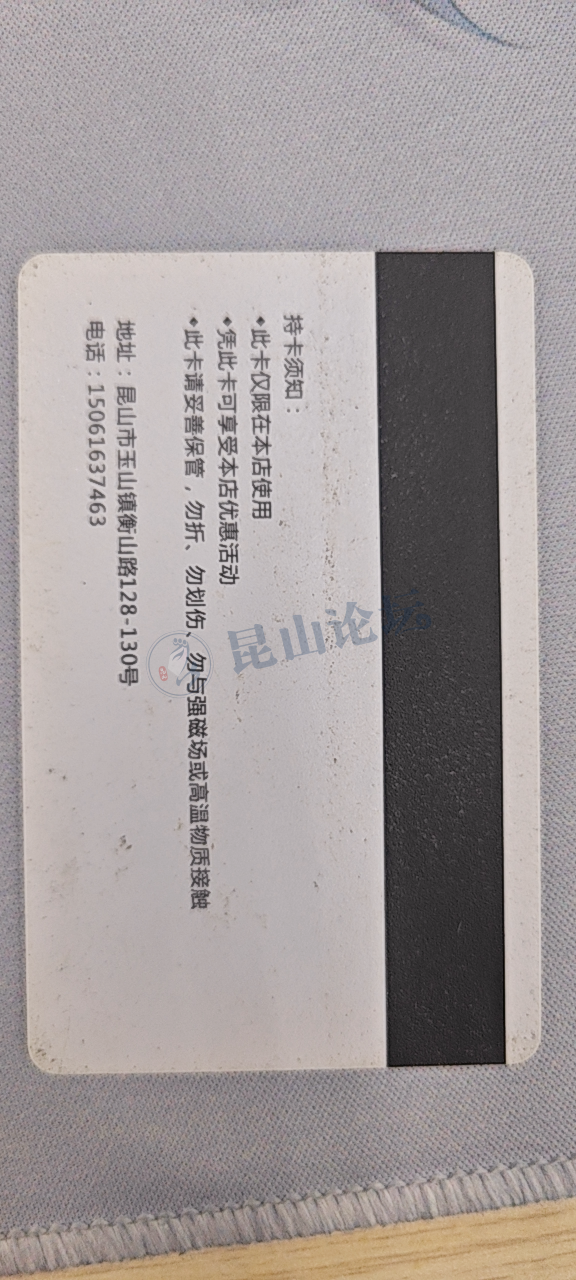 持卡须知：
◆此卡仅限在本店使用
◆凭此卡可享受本店优惠活动
◆此卡请妥善保管，勿折、勿划伤、勿与强磁场或高温物质接触
地址：昆山市玉山镇衡山路128-130号
电话：15061637463
昆山论坛